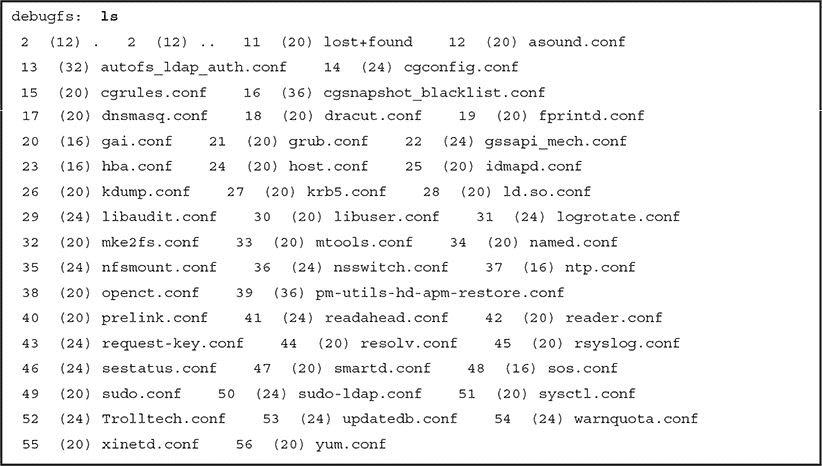 debugfs: ls
2 (12) . 2 (12) .. 11 (20) lost+found 12 (20) asound.conf
13 (32) autofs_ldap_auth.conf 14 (24) cgconfig.conf
15 (20) cgrules.conf 16 (36) cgsnapshot_blacklist.conf
17 (20) dnsmasq.conf 18 (20) dracut.conf 19 (20) fprintd.conf
20 (16) gai.conf 21 (20) grub.conf 22 (24) gssapi_mech.conf
23 (16) hba.conf 24 (20) host.conf 25 (20) idmapd.conf
26 (20) kdump.conf 27 (20) krb5.conf 28 (20) ld.so.conf
29 (24) libaudit.conf 30 (20) libuser.conf 31 (24) logrotate.conf
32 (20) mke2fs.conf 33 (20) mtools.conf 34 (20) named.conf
35 (24) nfsmount.conf 36 (24) nsswitch.conf 37 (16) ntp.conf
38 (20) openct.conf 39 (36) pm-utils-hd-apm-restore.conf
40 (20) prelink.conf 41 (24) readahead.conf 42 (20) reader.conf
43 (24) request-key.conf 44 (20) resolv.conf 45 (20) rsyslog.conf
46 (24) sestatus.conf 47 (20) smartd.conf 48 (16) sos.conf
49 (20) sudo.conf 50 (24) sudo-ldap.conf 51 (20) sysctl.conf
52 (24) Trolltech.conf 53 (24) updatedb.conf 54 (24) warnquota.conf
55 (20) xinetd.conf 56 (20) yum.conf